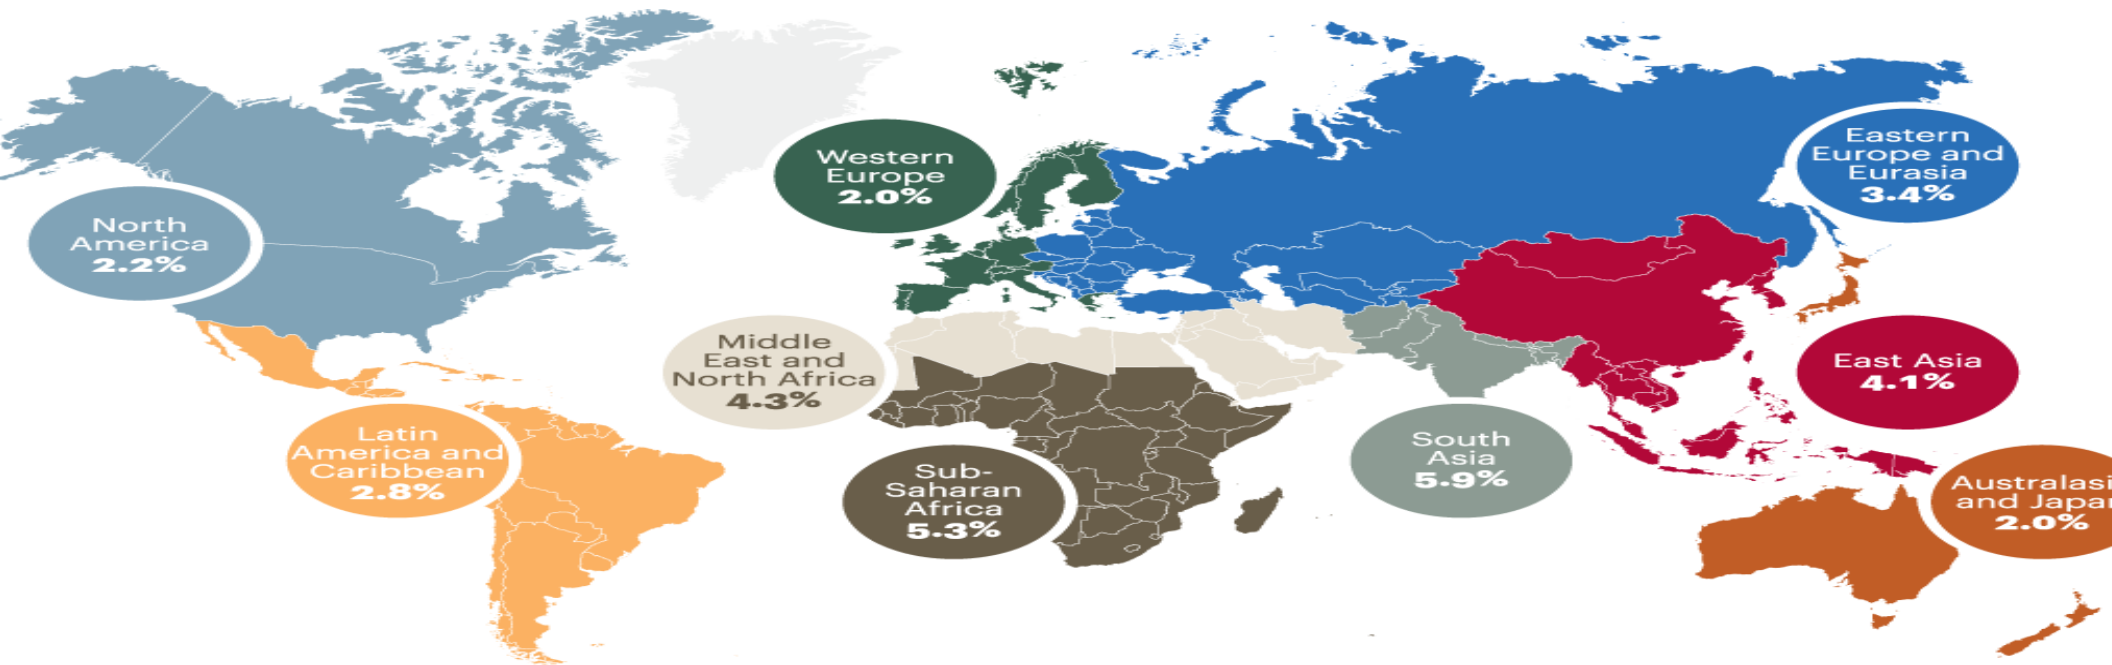 Western
Europe
2.0%
Eastern
Europe and
Eurasia
3.4%
North
America
2.2%
Middle
East and
North Africa
4.3%
East Asia
4.1%
Latin
America and
Caribbean
2.8%
South
Asia
5.9%
Sub-
Saharan
Africa
5.3%
Australasi
and Japa
2.0%